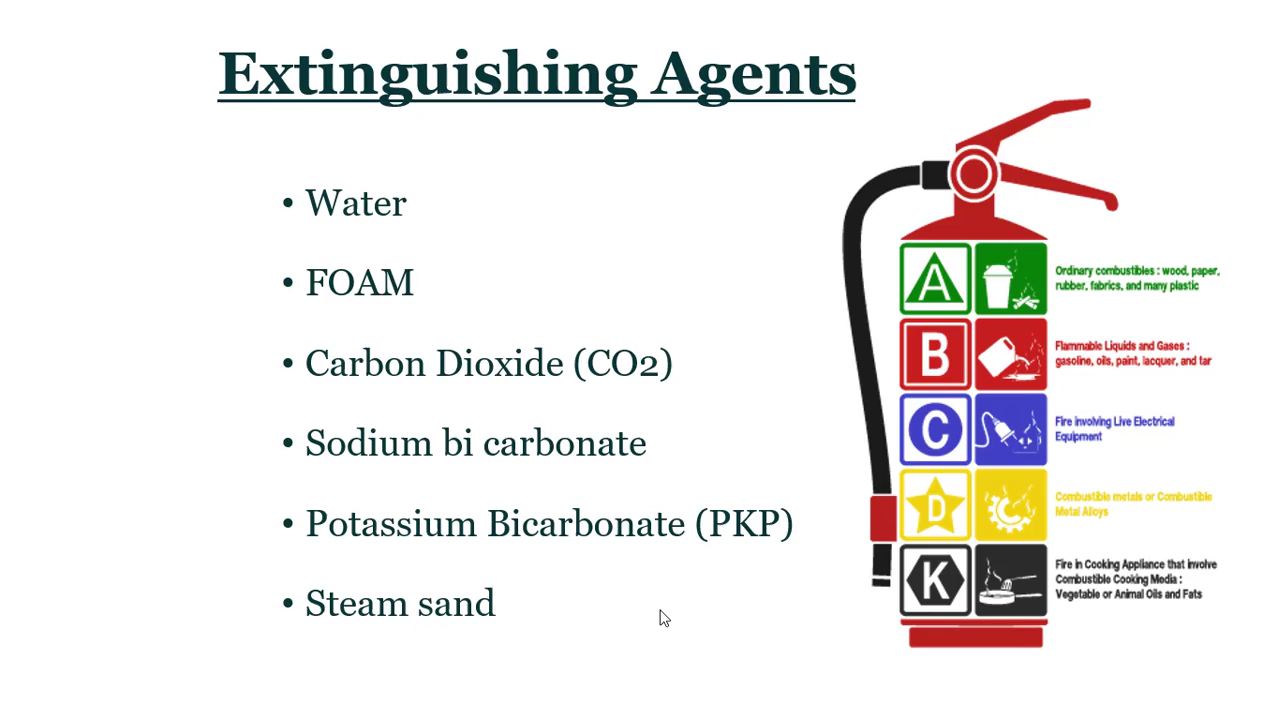 Extinguishing Agents
• Water
• FOAM
• Carbon Dioxide (CO2)
• Sodium bi carbonate
• Potassium Bicarbonate (PKP)
• Steam sand
A
Ordinary combustibles : wood, paper,
rubber, fabrics, and many plastic
B
Flammable Liquids and Gases :
gasoline, oils, paint, lacquer, and tar
C
Fire involving Live Electrical
Equipment
D
Combustible metals or Combustible
Metal Alloys
K
Fire in Cooking Appliance that involve
Combustible Cooking Media :
Vegetable or Animal Oils and Fats